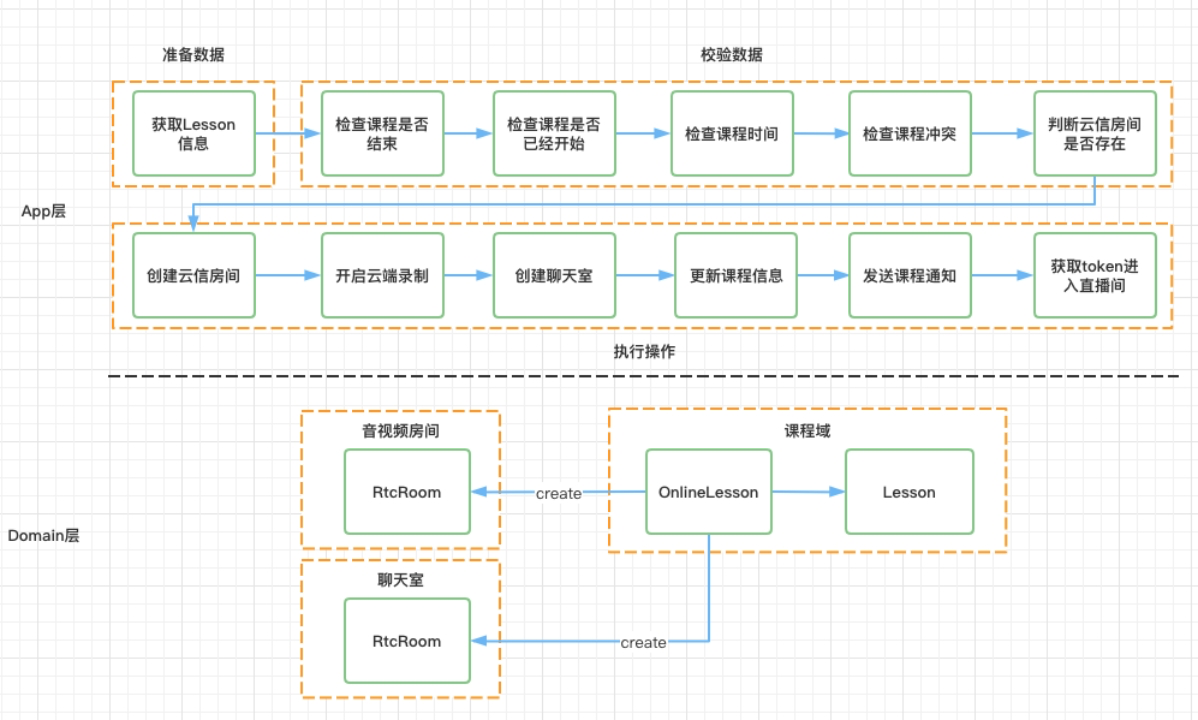 准备数据
校验数据
获取Lesson
信息
检查课程是否
结束
检查课程是否
已经开始
检查课程时间
检查课程冲突
判断云信房间
是否存在
App层
创建云信房间
开启云端录制
创建聊天室
更新课程信息
发送课程通知
获取token进
入直播间
执行操作
音视频房间
课程域
RtcRoom
create
OnlineLesson
Lesson
Domain层
聊天室
RtcRoom
create